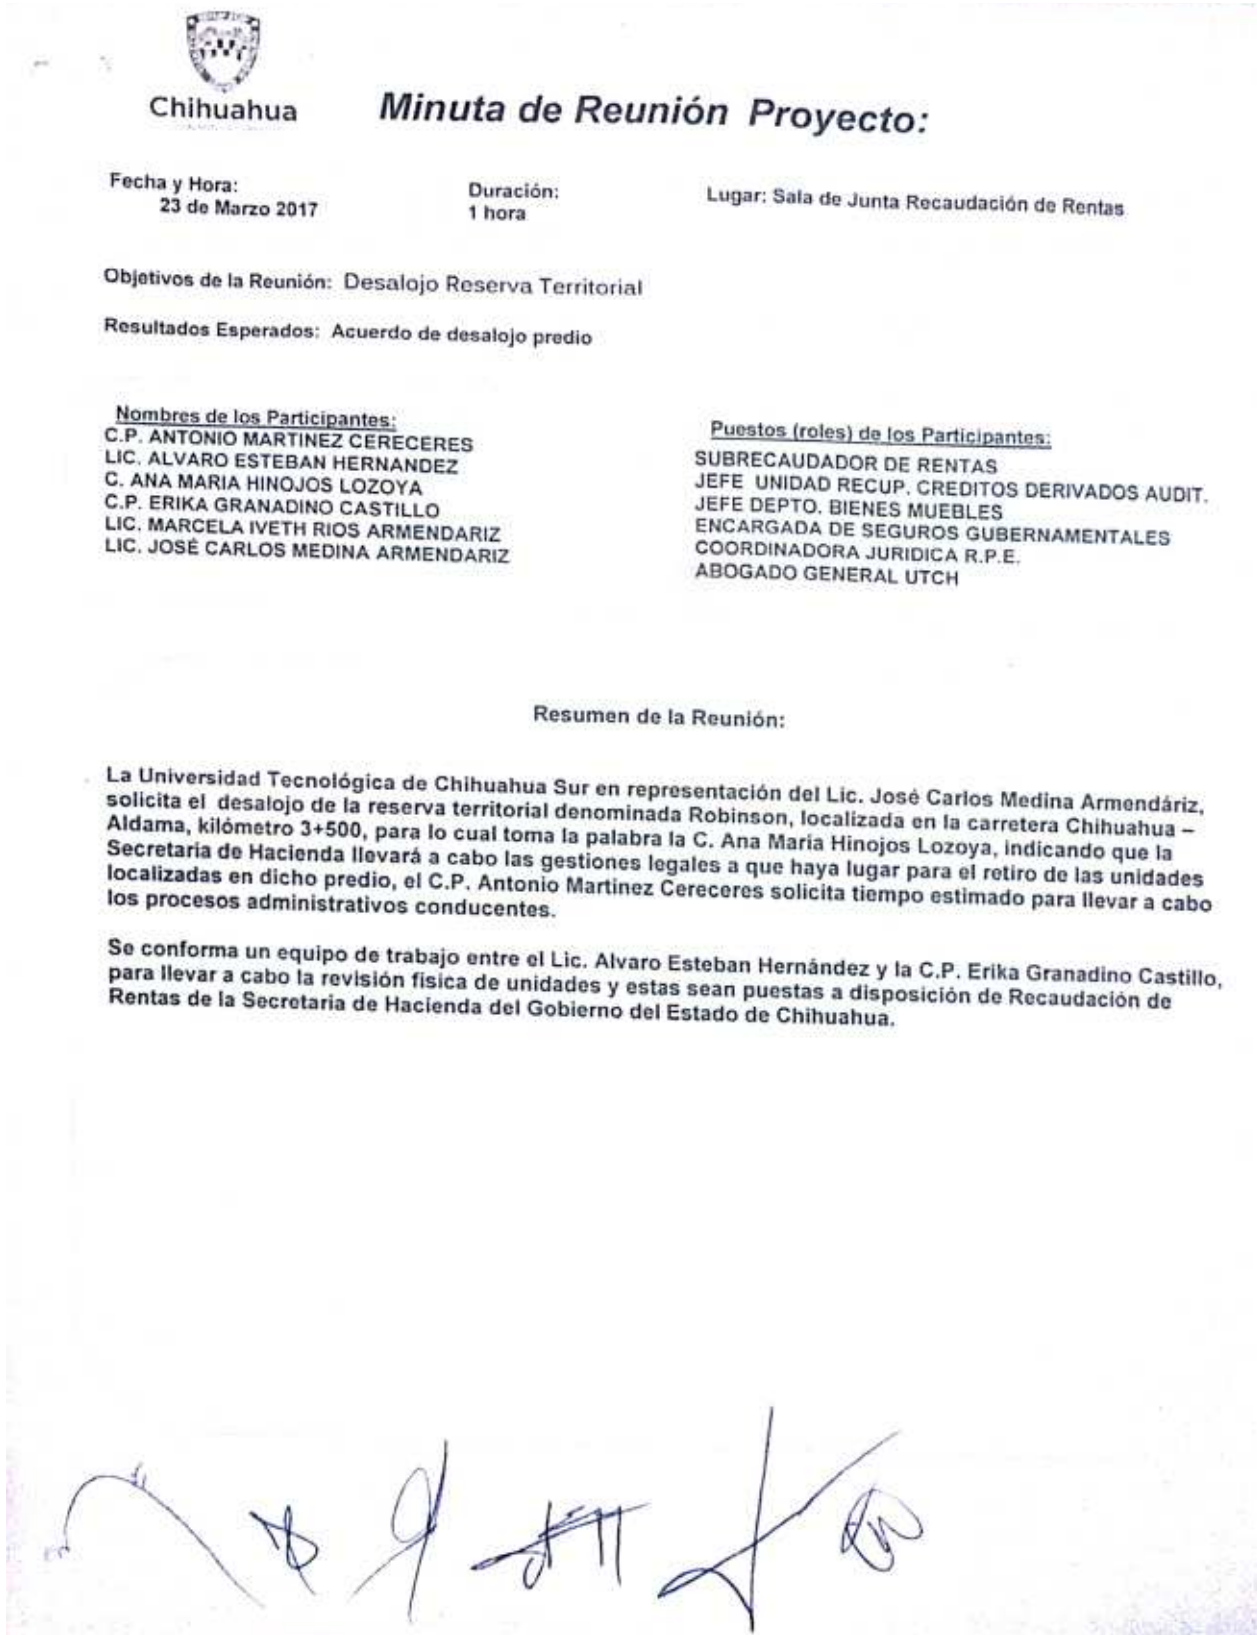 Chihuahua
Minuta de Reunión Proyecto:
Fecha y Hora:
23 de Marzo 2017
Duración:
1 hora
Lugar: Sala de Junta Recaudación de Rentas
Objetivos de la Reunión: Desalojo Reserva Territorial
Resultados Esperados: Acuerdo de desalojo predio
Nombres de los Participantes:
C.P. ANTONIO MARTINEZ CERECERES
LIC. ALVARO ESTEBAN HERNANDEZ
C. ANA MARIA HINOJOS LOZOYA
C.P. ERIKA GRANADINO CASTILLO
LIC. MARCELA IVETH RIOS ARMENDARIZ
LIC. JOSÉ CARLOS MEDINA ARMENDARIZ
Puestos (roles) de los Participantes:
SUBRECAUDADOR DE RENTAS
JEFE UNIDAD RECUP. CREDITOS DERIVADOS AUDIT.
JEFE DEPTO. BIENES MUEBLES
ENCARGADA DE SEGUROS GUBERNAMENTALES
COORDINADORA JURIDICA R.P.E.
ABOGADO GENERAL UTCH
Resumen de la Reunión:
La Universidad Tecnológica de Chihuahua Sur en representación del Lic. José Carlos Medina Armendáriz,
solicita el desalojo de la reserva territorial denominada Robinson, localizada en la carretera Chihuahua –
Aldama, kilómetro 3+500, para lo cual toma la palabra la C. Ana Maria Hinojos Lozoya, indicando que la
Secretaria de Hacienda llevará a cabo las gestiones legales a que haya lugar para el retiro de las unidades
localizadas en dicho predio, el C.P. Antonio Martinez Cereceres solicita tiempo estimado para llevar a cabo
los procesos administrativos conducentes.
Se conforma un equipo de trabajo entre el Lic. Alvaro Esteban Hernández y la C.P. Erika Granadino Castillo,
para llevar a cabo la revisión física de unidades y estas sean puestas a disposición de Recaudación de
Rentas de la Secretaria de Hacienda del Gobierno del Estado de Chihuahua.